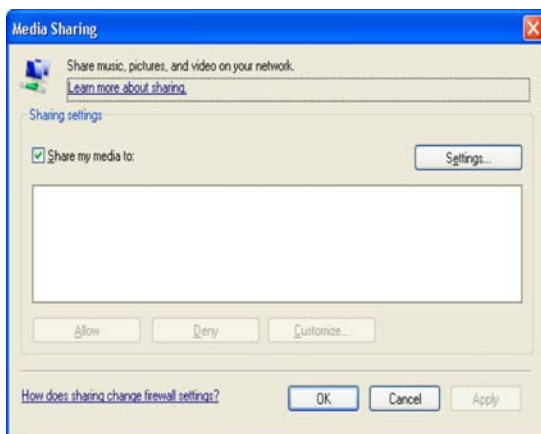 Media Sharing
Share music, pictures, and video on your network.
Learn more about sharing.
Sharing settings
Share my media to:
Settings...
Allow
Deny
Customize...
How does sharing change firewall settings?
OK
Cancel
Apply